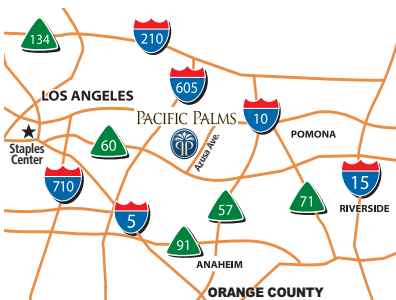 134
210
605
LOS ANGELES
PACIFIC PALMS
10
POMONA
Staples
Center
60
Azusa Ave.
710
15
5
57
71
RIVERSIDE
91
ANAHEIM
ORANGE COUNTY